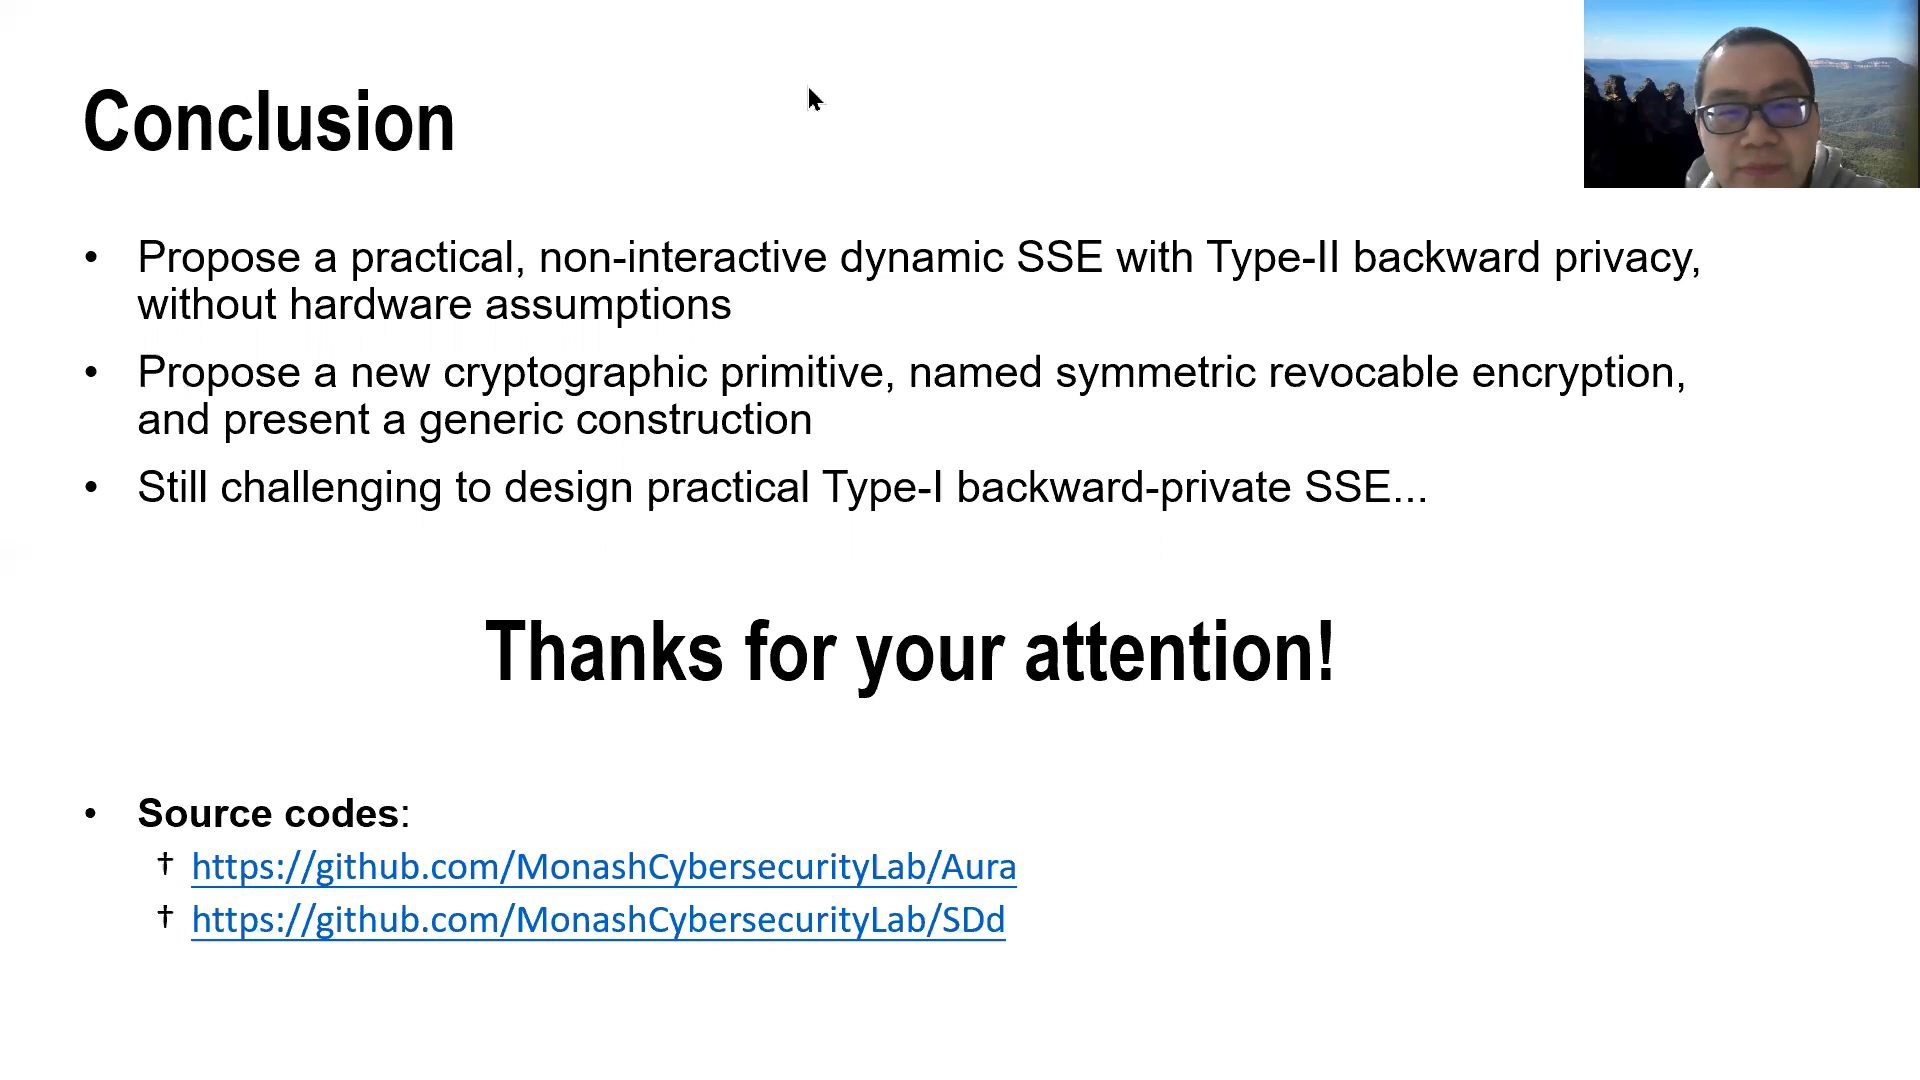 Conclusion
• Propose a practical, non-interactive dynamic SSE with Type-II backward privacy,
without hardware assumptions
• Propose a new cryptographic primitive, named symmetric revocable encryption,
and present a generic construction
• Still challenging to design practical Type-I backward-private SSE...
Thanks for your attention!
• Source codes:
† https://github.com/MonashCybersecurityLab/Aura
† https://github.com/MonashCybersecurityLab/SDd